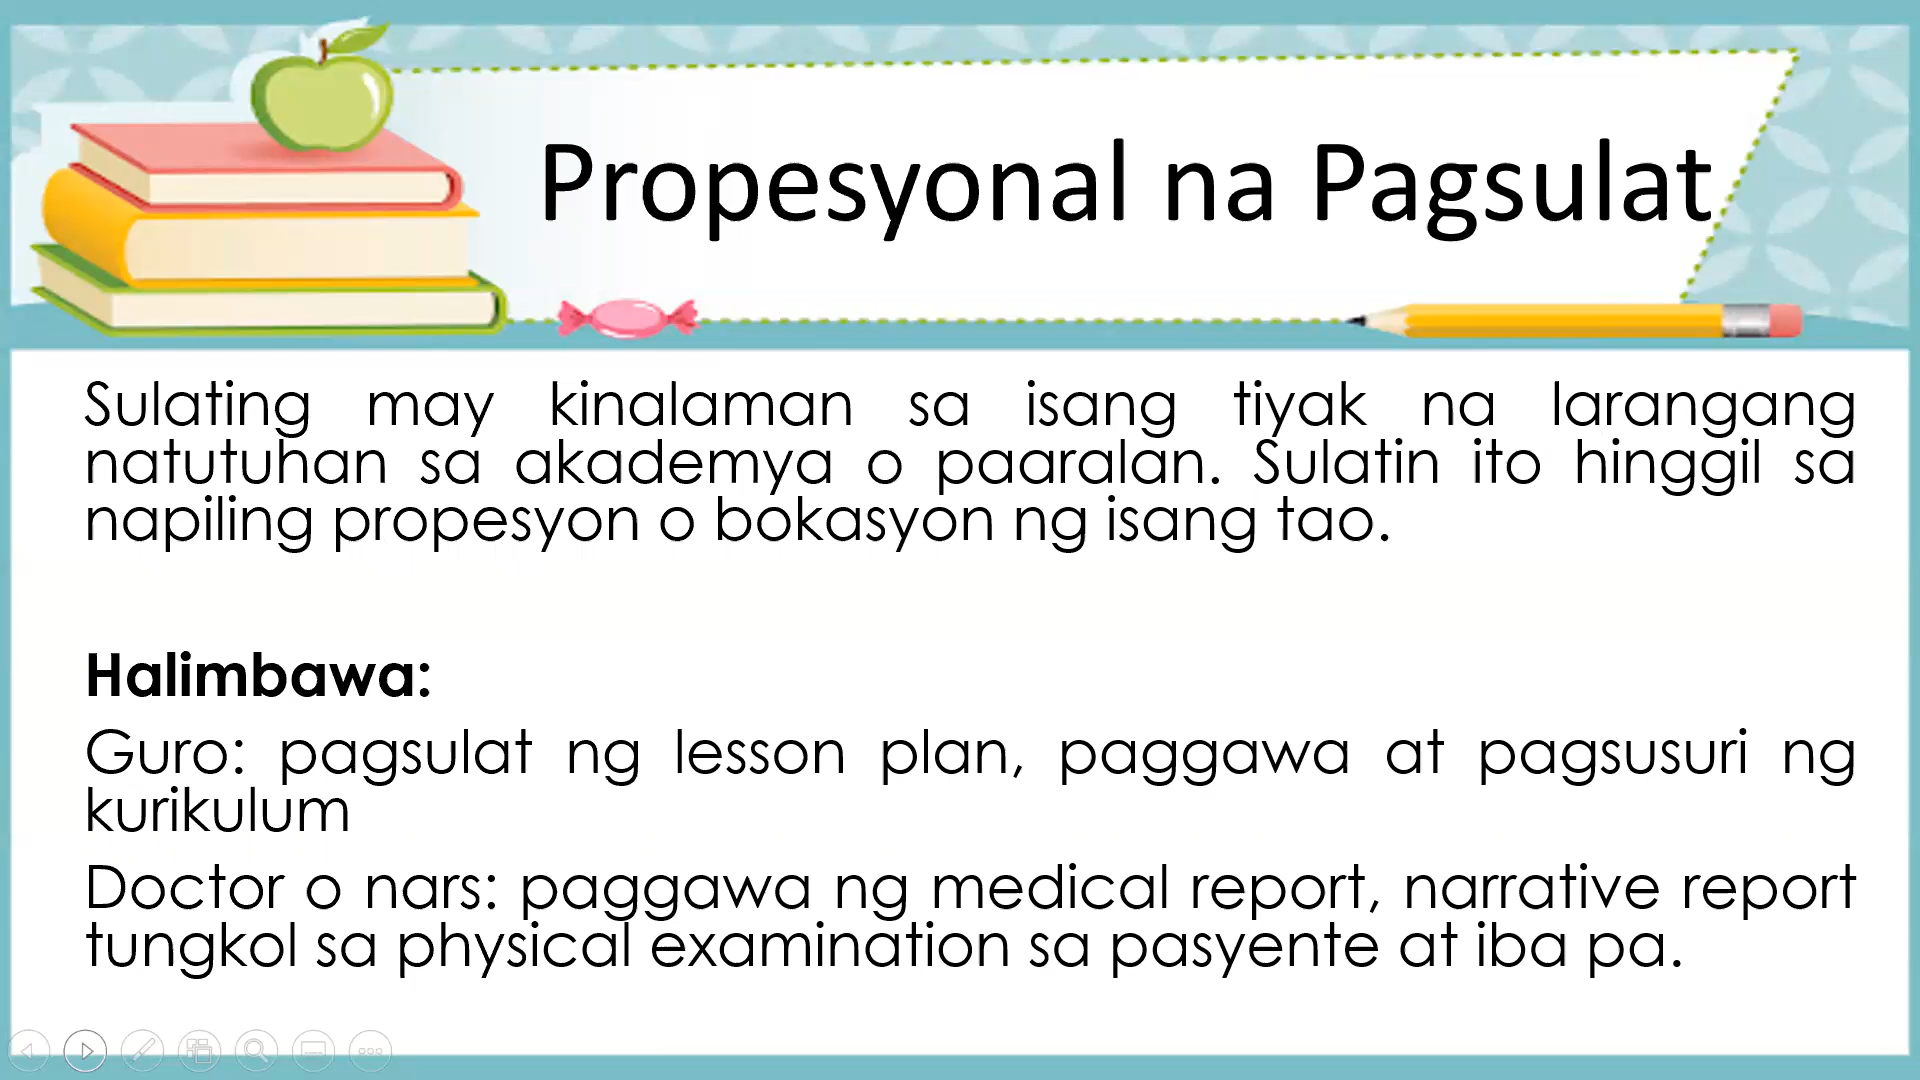 Propesyonal na Pagsulat
Sulating may kinalaman sa isang tiyak na larangang
natutuhan sa akademya o paaralan. Sulatin ito hinggil sa
napiling propesyon o bokasyon ng isang tao.
Halimbawa:
Guro: pagsulat ng lesson plan, paggawa at pagsusuri ng
kurikulum
Doctor o nars: paggawa ng medical report, narrative report
tungkol sa physical examination sa pasyente at iba pa.